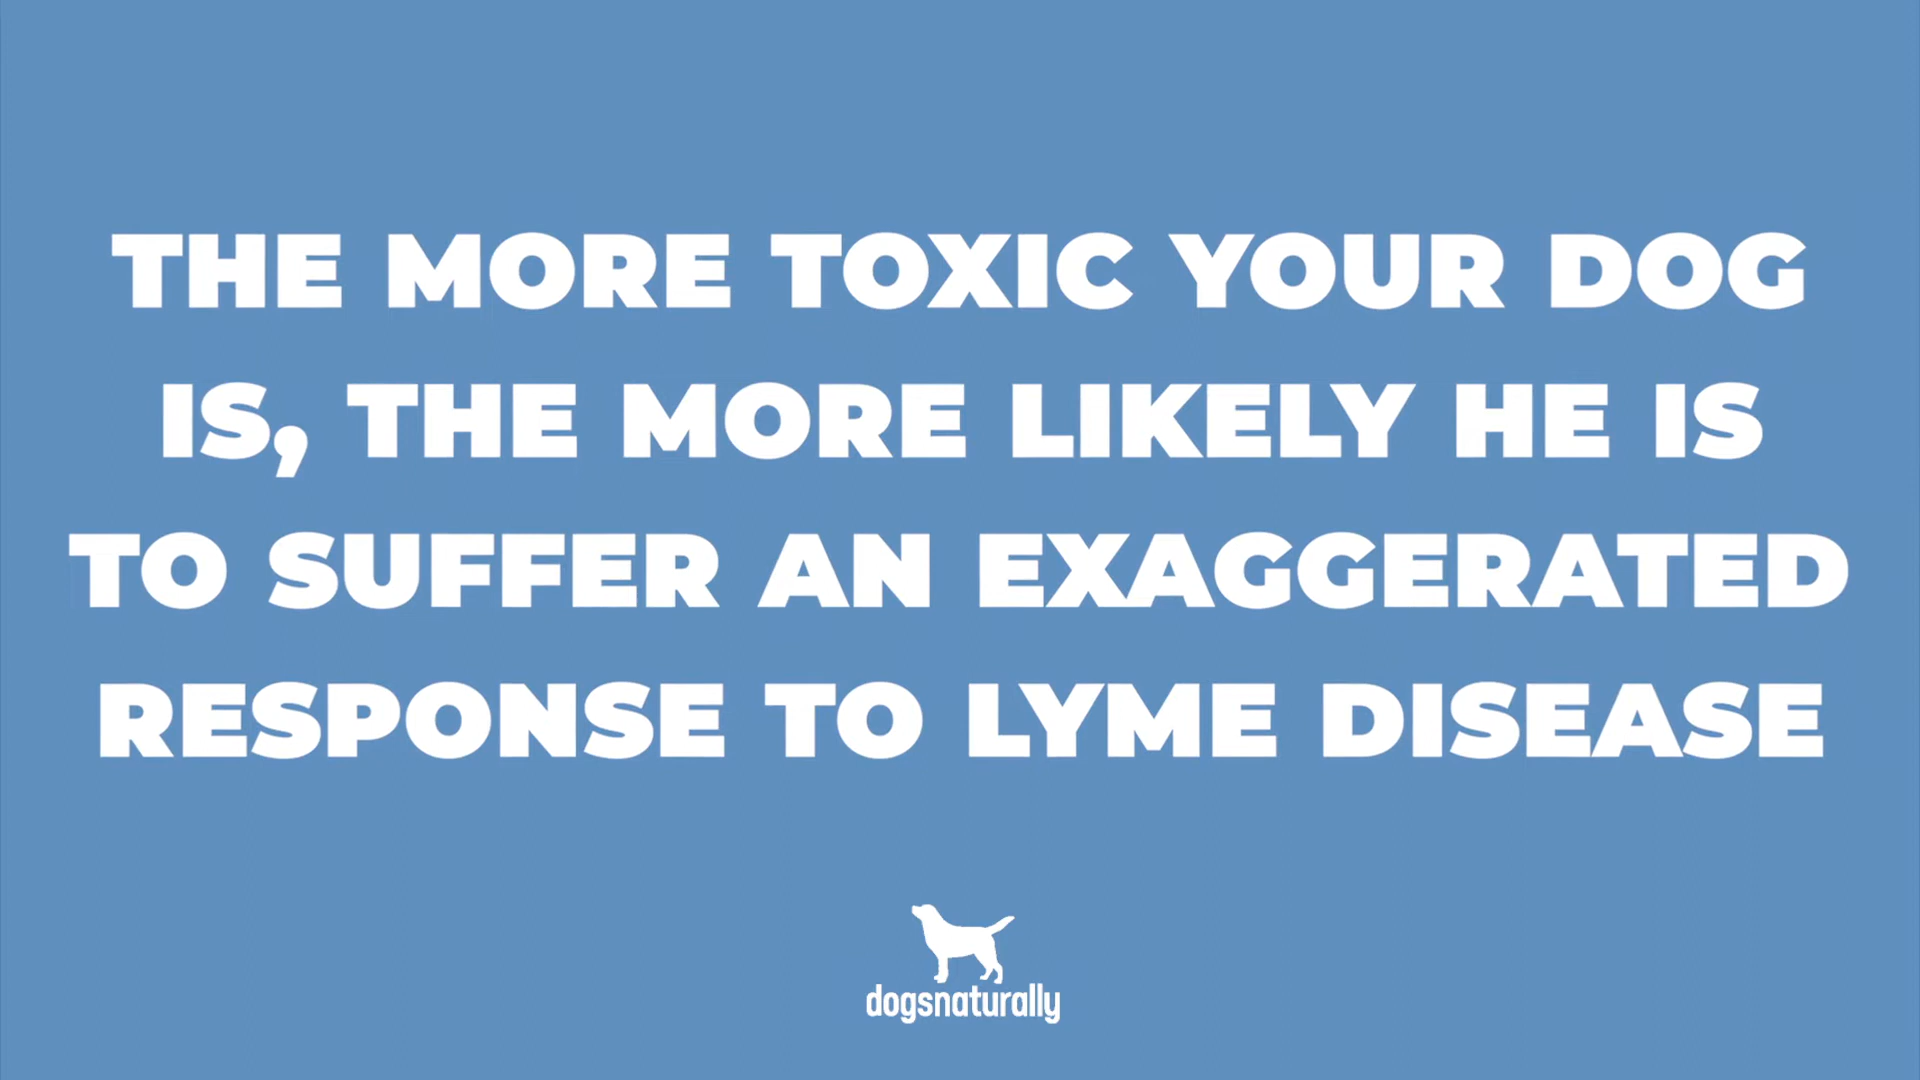 THE MORE TOXIC YOUR DOG
IS, THE MORE LIKELY HE IS
TO SUFFER AN EXAGGERATED
RESPONSE TO LYME DISEASE
dogsnaturally